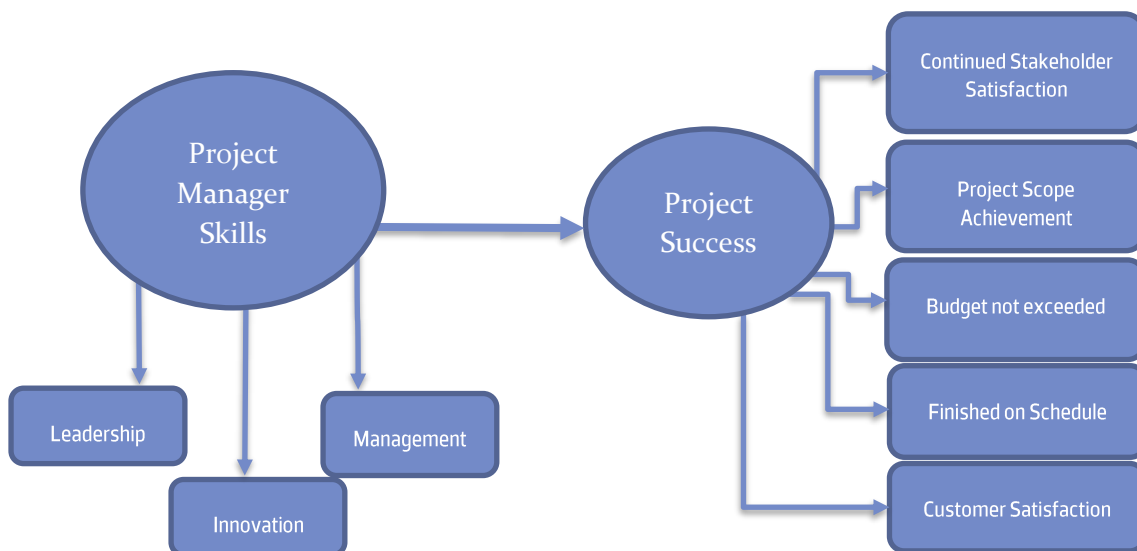 Project
Manager
Skills
Leadership
Innovation
Management
Project
Success
Continued Stakeholder
Satisfaction
Project Scope
Achievement
Budget not exceeded
Finished on Schedule
Customer Satisfaction